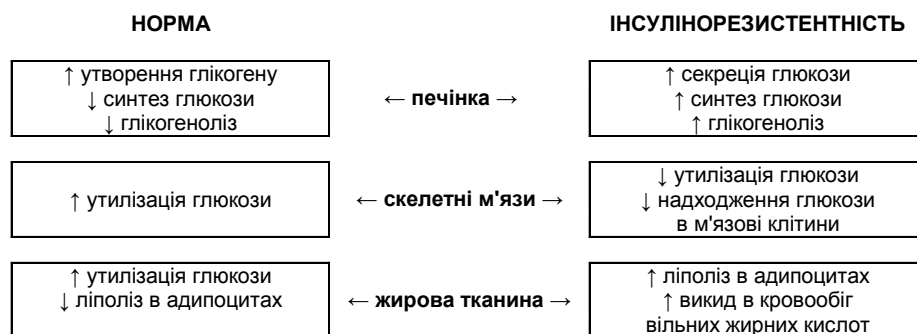 НОРМА
ІНСУЛІНОРЕЗИСТЕНТНІСТЬ
↑ утворення глікогену
↓ синтез глюкози
↓ глікогеноліз
← печінка →
↑ секреція глюкози
↑ синтез глюкози
↑ глікогеноліз
↑ утилізація глюкози
← скелетні м'язи →
↓ утилізація глюкози
↓ надходження глюкози
в м'язові клітини
↑ утилізація глюкози
↓ ліполіз в адипоцитах
← жирова тканина →
↑ ліполіз в адипоцитах
↑ викид в кровообіг
вільних жирних кислот